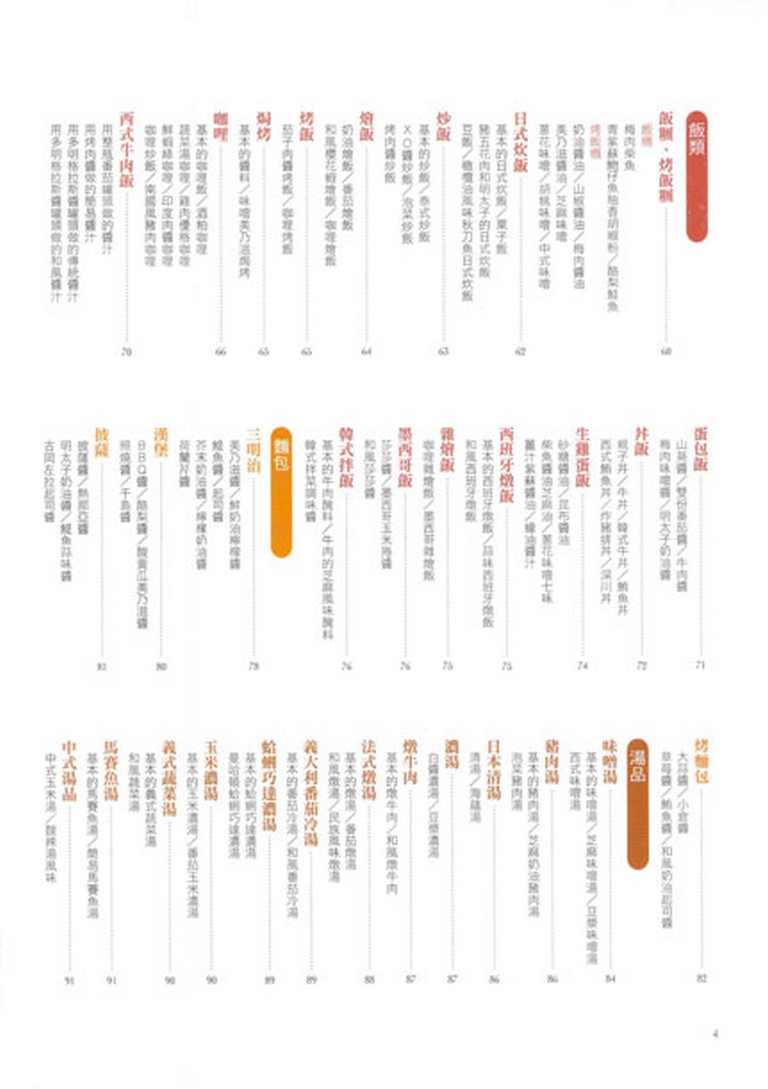 飯類
飯糰、烤飯糰
60
飯糰
梅肉柴魚
青紫蘇魩仔魚柚香胡椒粉／酪梨鮭魚
烤飯糰
奶油醬油／山椒醬油／梅肉醬油
美乃滋醬油／芝麻味噌
蔥花味噌／胡桃味噌／中式味噌
日式炊飯
62
基本的日式炊飯／栗子飯
豬五花肉和明太子的日式炊飯
豆飯／橄欖油風味秋刀魚日式炊飯
炒飯
63
基本的炒飯／泰式炒飯
ＸＯ醬炒飯／泡菜炒飯
烤肉醬炒飯
燴飯
64
奶油燴飯／番茄燴飯
和風櫻花蝦燴飯／咖哩燴飯
烤飯
65
茄子肉醬烤飯／咖哩烤飯
焗烤
65
基本的醬料／味噌美乃滋焗烤
咖哩
66
基本的咖哩飯／酒粕咖哩
蔬菜湯咖哩／雞肉優格咖哩
鮮蝦綠咖哩／印度肉醬咖哩
咖哩炒飯／南國風豬肉咖哩
西式牛肉飯
70
用整瓶番茄罐頭做的醬汁
用烤肉醬做的簡易醬汁
用多明格拉斯醬罐頭做的傳統醬汁
用多明格拉斯醬罐頭做的和風醬汁
蛋包飯
71
山葵醬／雙份番茄醬／牛肉醬
梅肉味噌醬／明太子奶油醬
丼飯
72
親子丼／牛丼／韓式牛丼／鮪魚丼
西式鮪魚丼／炸豬排丼／深川丼
生雞蛋飯
74
砂糖醬油／昆布醬油
柴魚醬油芝麻油／蔥花味噌七味
薑汁紫蘇醬油／蠔油醬汁
西班牙燉飯
75
基本的西班牙燉飯／蒜味西班牙燉飯
和風西班牙燉飯
雜燴飯
75
咖哩雜燴飯／墨西哥雜燴飯
墨西哥飯
76
莎莎醬／墨西哥玉米捲醬
和風莎莎醬
韓式拌飯
76
基本的牛肉醃料／牛肉的芝麻風味醃料
韓式拌菜調味醬
麵包
三明治
78
美乃滋醬／鮮奶油檸檬醬
鯷魚醬／起司醬
芥末奶油醬／檸檬奶油醬
荷蘭芹醬
漢堡
80
ＢＢＱ醬／酪梨醬／酸黃瓜美乃滋醬
照燒醬／千島醬
披薩
81
披薩醬／熱那亞醬
明太子奶油醬／鯷魚蒜味醬
古岡左拉起司醬
烤麵包
82
大蒜醬／小倉醬
草莓醬／鮪魚醬／和風奶油起司醬
湯品
味噌湯
84
基本的味噌湯／芝麻味噌湯／豆漿味噌湯
西式味噌湯
豬肉湯
86
基本的豬肉湯／芝麻奶油豬肉湯
泡菜豬肉湯
日本清湯
86
清湯／海蘊湯
濃湯
87
白醬濃湯／豆漿濃湯
燉牛肉
87
基本的燉牛肉／和風燉牛肉
法式燉湯
88
基本的燉湯／番茄燉湯
和風燉湯／民族風味燉湯
義大利番茄冷湯
89
基本的番茄冷湯／和風番茄冷湯
蛤蜊巧達濃湯
89
基本的蛤蜊巧達濃湯
曼哈頓蛤蜊巧達濃湯
玉米濃湯
90
基本的玉米濃湯／番茄玉米濃湯
義式蔬菜湯
90
基本的義式蔬菜湯
和風蔬菜湯
馬賽魚湯
91
基本的馬賽魚湯／簡易馬賽魚湯
中式湯品
91
中式玉米湯／酸辣湯風味
4